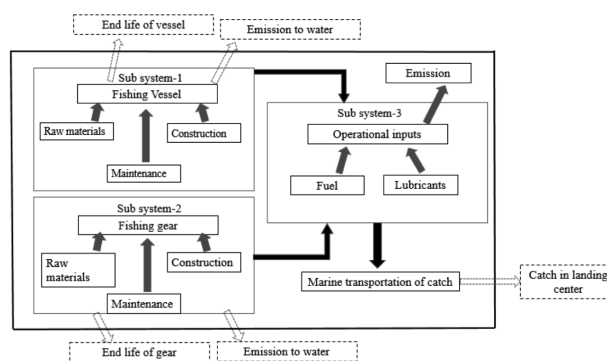 End life of vessel
Emission to water
Sub system-1
Fishing Vessel
Raw materials
Construction
Maintenance
Emission
Sub system-3
Operational inputs
Fuel
Lubricants
Sub system-2
Fishing gear
Raw
materials
Construction
Maintenance
Marine transportation of catch
Catch in landing
center
End life of gear
Emission to water